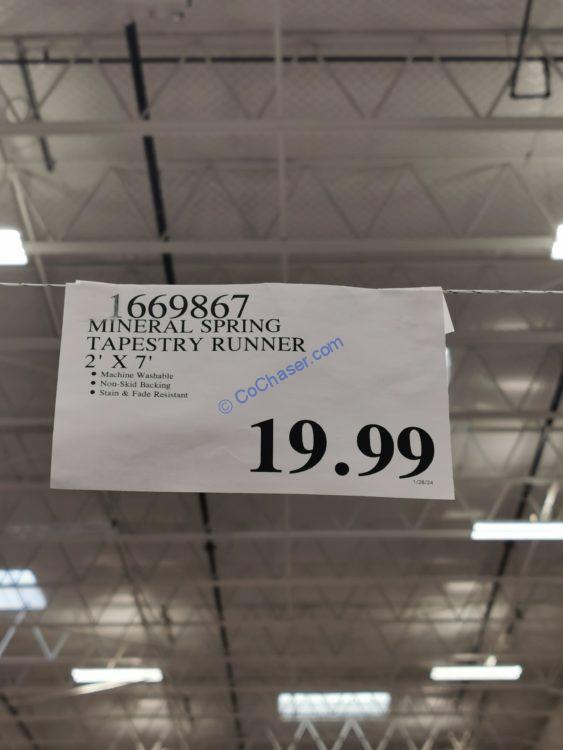 1669867
MINERAL SPRING
TAPESTRY RUNNER
2' X 7'
• Machine Washable
• Non-Skid Backing
• Stain & Fade Resistant
© CoChaser.com
19.99
1/28/24